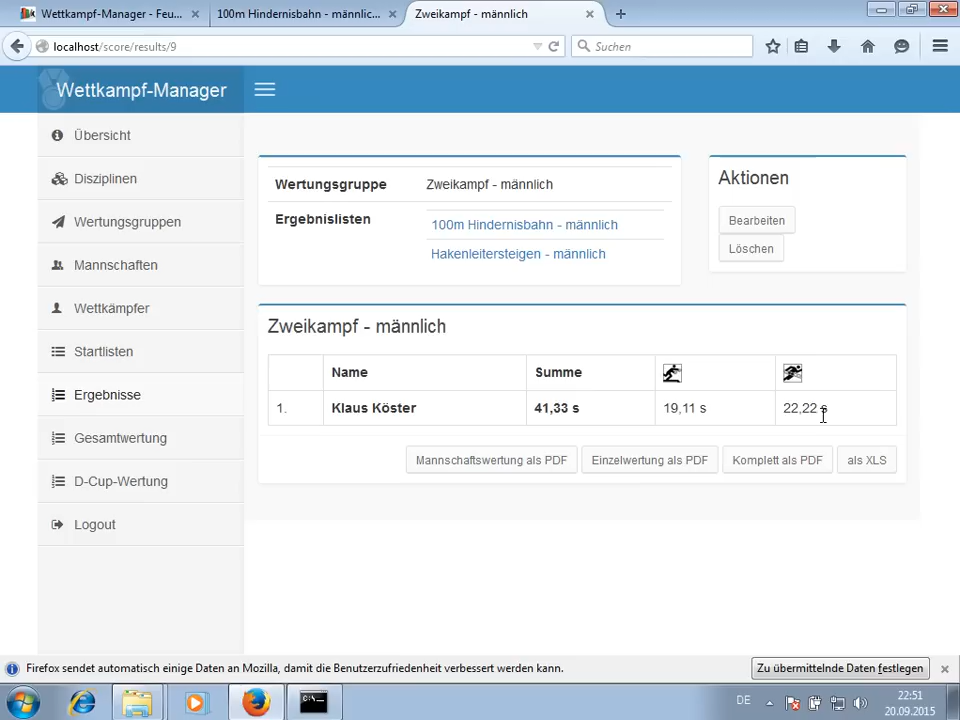 Wettkampf-Manager - Feu...
100m Hindernisbahn - männlic...
Zweikampf - männlich
localhost/score/results/9
Suchen
Wettkampf-Manager
Übersicht
Disziplinen
Wertungsgruppen
Mannschaften
Wettkämpfer
Startlisten
Ergebnisse
Gesamtwertung
D-Cup-Wertung
Logout
Wertungsgruppe Zweikampf - männlich
Ergebnislisten 100m Hindernisbahn - männlich
Hakenleitersteigen - männlich
Aktionen
Bearbeiten
Löschen
Zweikampf - männlich
Name Summe
1. Klaus Köster 41,33 s 19,11 s 22,22 s
Mannschaftswertung als PDF Einzelwertung als PDF Komplett als PDF als XLS
Firefox sendet automatisch einige Daten an Mozilla, damit die Benutzerzufriedenheit verbessert werden kann.
Zu übermittelnde Daten festlegen
C:\.
DE
22:51
20.09.2015